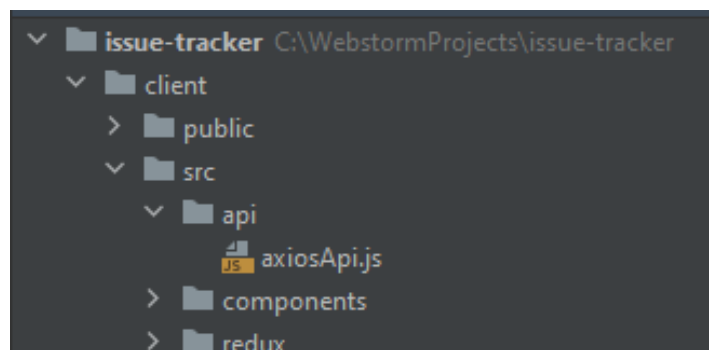 issue-tracker C:\WebstormProjects\issue-tracker
client
public
src
api
JS axiosApi.js
components
redux